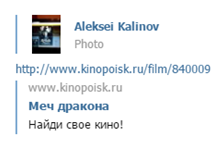 Aleksei Kalinov
Photo
http://www.kinopoisk.ru/film/840009
www.kinopoisk.ru
Меч дракона
Найди свое кино!